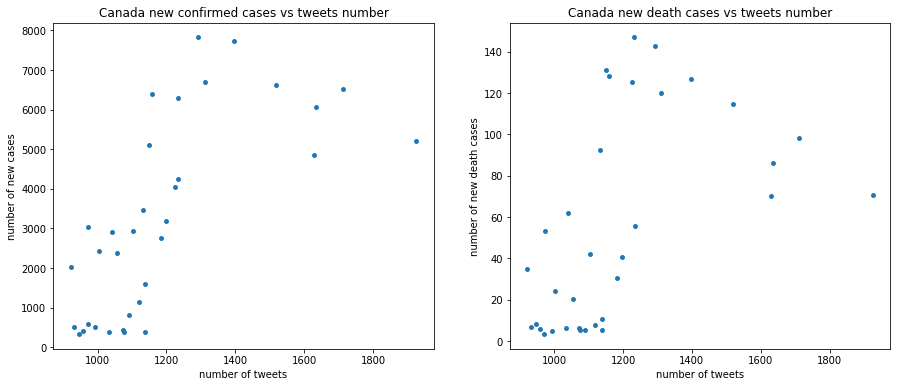 Canada new confirmed cases vs tweets number
number of new cases
8000
7000
6000
5000
4000
3000
2000
1000
0
1000 1200 1400 1600 1800
number of tweets
Canada new death cases vs tweets number
number of new death cases
140
120
100
80
60
40
20
0
1000 1200 1400 1600 1800
number of tweets